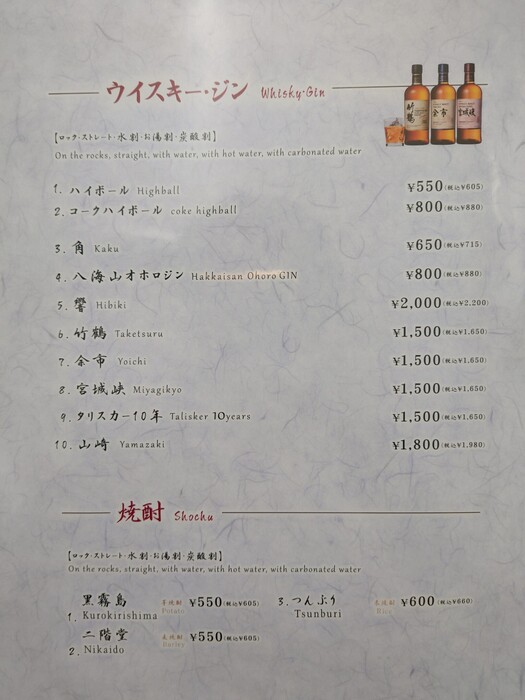 ウイスキー・ジン Whisky・Gin
竹鶴 余市 宮城峡
【ロック・ストレート・水割・お湯割・炭酸割】
On the rocks, straight, with water, with hot water, with carbonated water
1. ハイボール Highball ¥550(税込¥605)
2. コークハイボール coke highball ¥800(税込¥880)
3. 角 Kaku ¥650(税込¥715)
4. 八海山オホロジン Hakkaisan Ohoro GIN ¥800(税込¥880)
5. 響 Hibiki ¥2,000(税込¥2,200)
6. 竹鶴 Taketsuru ¥1,500(税込¥1,650)
7. 余市 Yoichi ¥1,500(税込¥1,650)
8. 宮城峡 Miyagikyo ¥1,500(税込¥1,650)
9. タリスカー10年 Talisker 10years ¥1,500(税込¥1,650)
10. 山崎 Yamazaki ¥1,800(税込¥1,980)
焼酎 Shochu
【ロック・ストレート・水割・お湯割・炭酸割】
On the rocks, straight, with water, with hot water, with carbonated water
黒霧島 芋焼酎 ¥550(税込¥605)
1. Kurokirishima Potato
二階堂 麦焼酎 ¥550(税込¥605)
2. Nikaido Barley
3. つんぶり 米焼酎 ¥600(税込¥660)
Tsunburi Rice